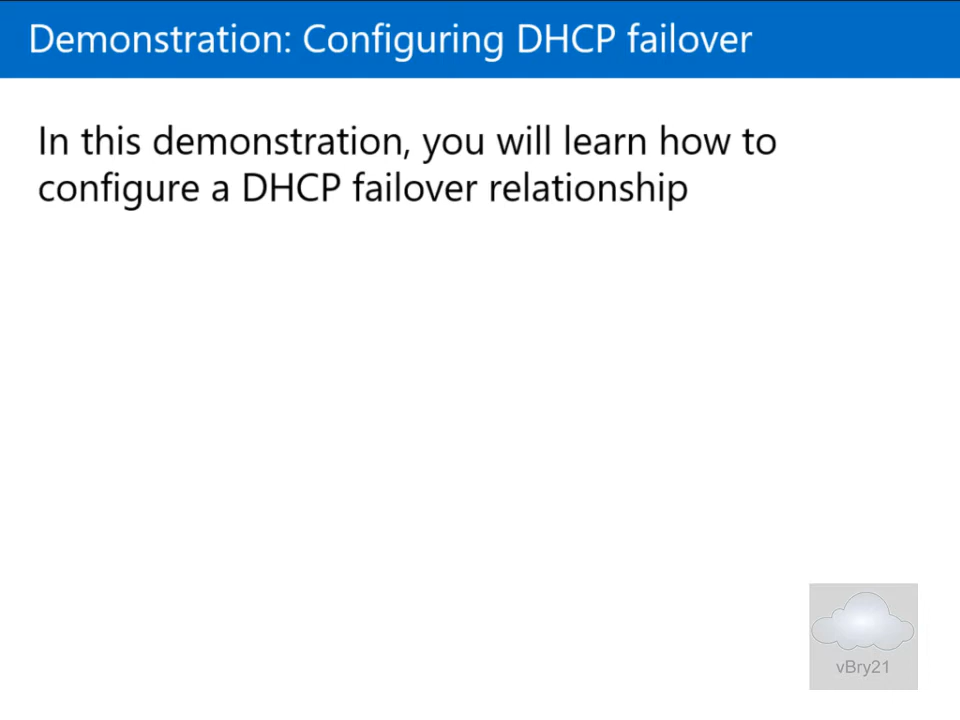 Demonstration: Configuring DHCP failover
In this demonstration, you will learn how to
configure a DHCP failover relationship
vBry21